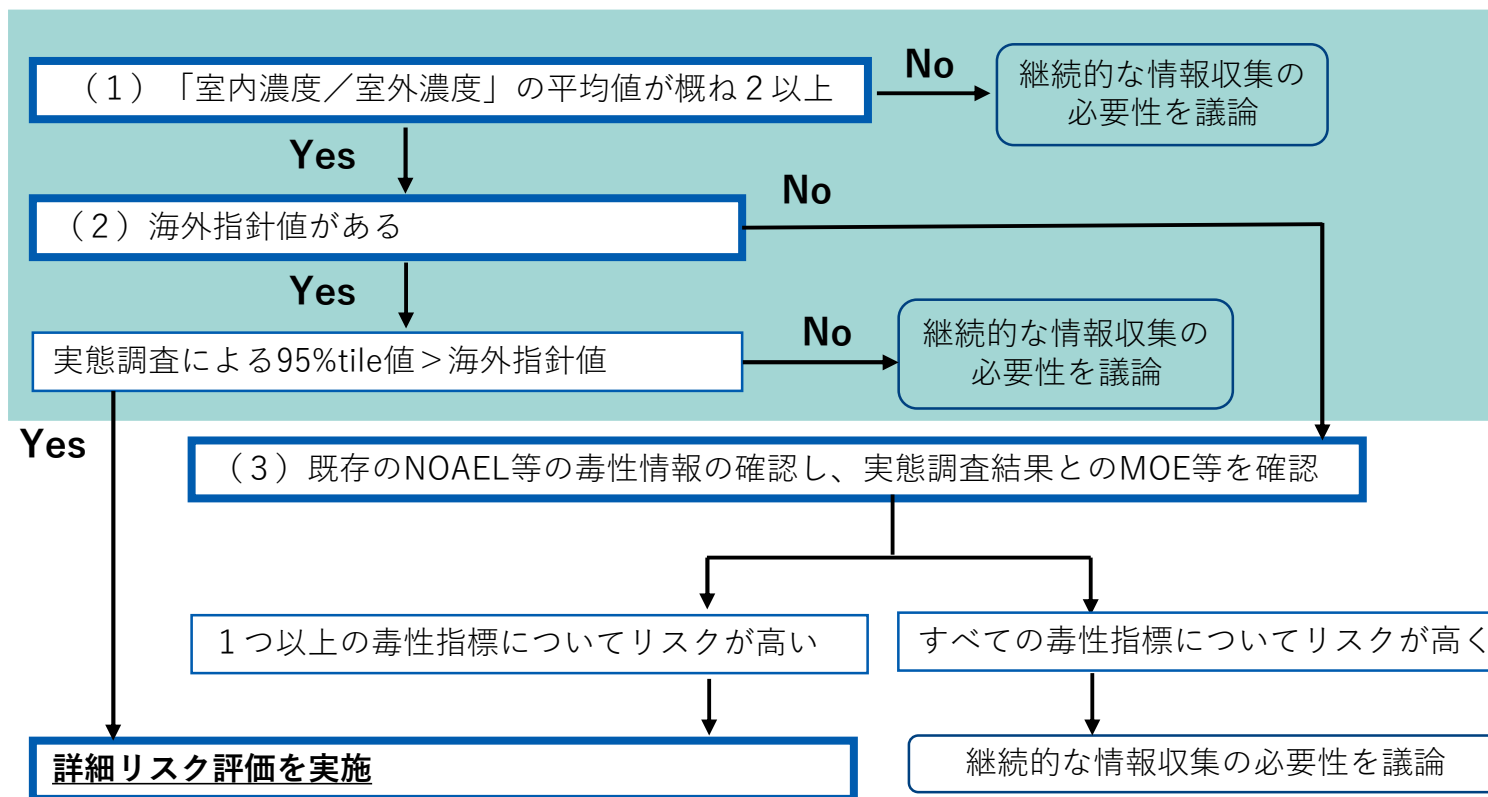 （１）「室内濃度／室外濃度」の平均値が概ね２以上
No
継続的な情報収集の
必要性を議論
Yes
（２）海外指針値がある
No
Yes
実態調査による95%tile値＞海外指針値
No
継続的な情報収集の
必要性を議論
Yes
（３）既存のNOAEL等の毒性情報の確認し、実態調査結果とのMOE等を確認
１つ以上の毒性指標についてリスクが高い
すべての毒性指標についてリスクが高く
詳細リスク評価を実施
継続的な情報収集の必要性を議論